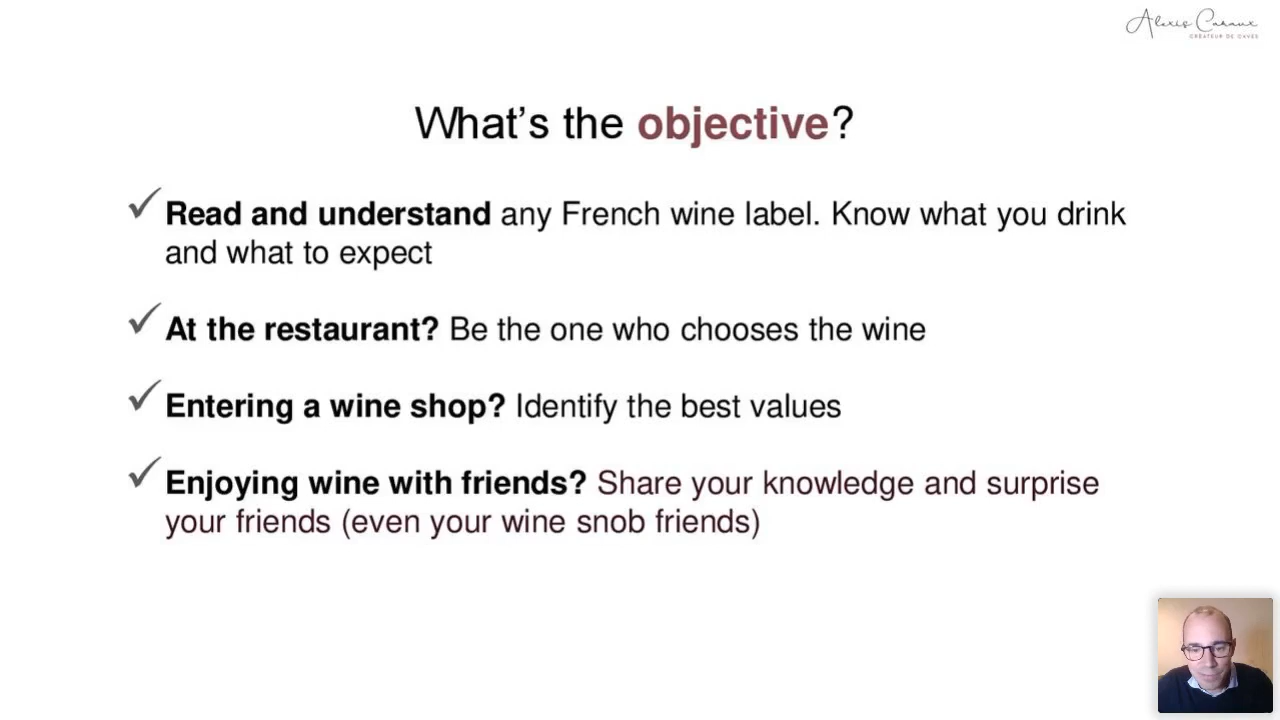 Alexis Caraux
CRÉATEUR DE CAVES
What's the objective?
Read and understand any French wine label. Know what you drink
and what to expect
At the restaurant? Be the one who chooses the wine
Entering a wine shop? Identify the best values
Enjoying wine with friends? Share your knowledge and surprise
your friends (even your wine snob friends)